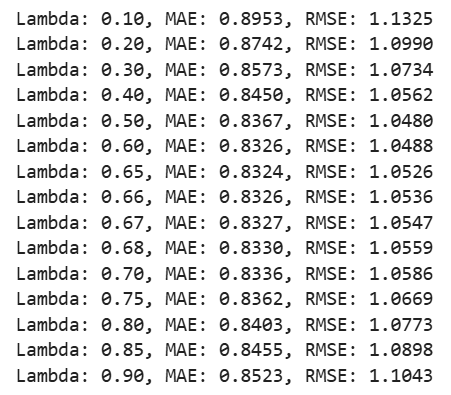 Lambda: 0.10, MAE: 0.8953, RMSE: 1.1325
Lambda: 0.20, MAE: 0.8742, RMSE: 1.0990
Lambda: 0.30, MAE: 0.8573, RMSE: 1.0734
Lambda: 0.40, MAE: 0.8450, RMSE: 1.0562
Lambda: 0.50, MAE: 0.8367, RMSE: 1.0480
Lambda: 0.60, MAE: 0.8326, RMSE: 1.0488
Lambda: 0.65, MAE: 0.8324, RMSE: 1.0526
Lambda: 0.66, MAE: 0.8326, RMSE: 1.0536
Lambda: 0.67, MAE: 0.8327, RMSE: 1.0547
Lambda: 0.68, MAE: 0.8330, RMSE: 1.0559
Lambda: 0.70, MAE: 0.8336, RMSE: 1.0586
Lambda: 0.75, MAE: 0.8362, RMSE: 1.0669
Lambda: 0.80, MAE: 0.8403, RMSE: 1.0773
Lambda: 0.85, MAE: 0.8455, RMSE: 1.0898
Lambda: 0.90, MAE: 0.8523, RMSE: 1.1043